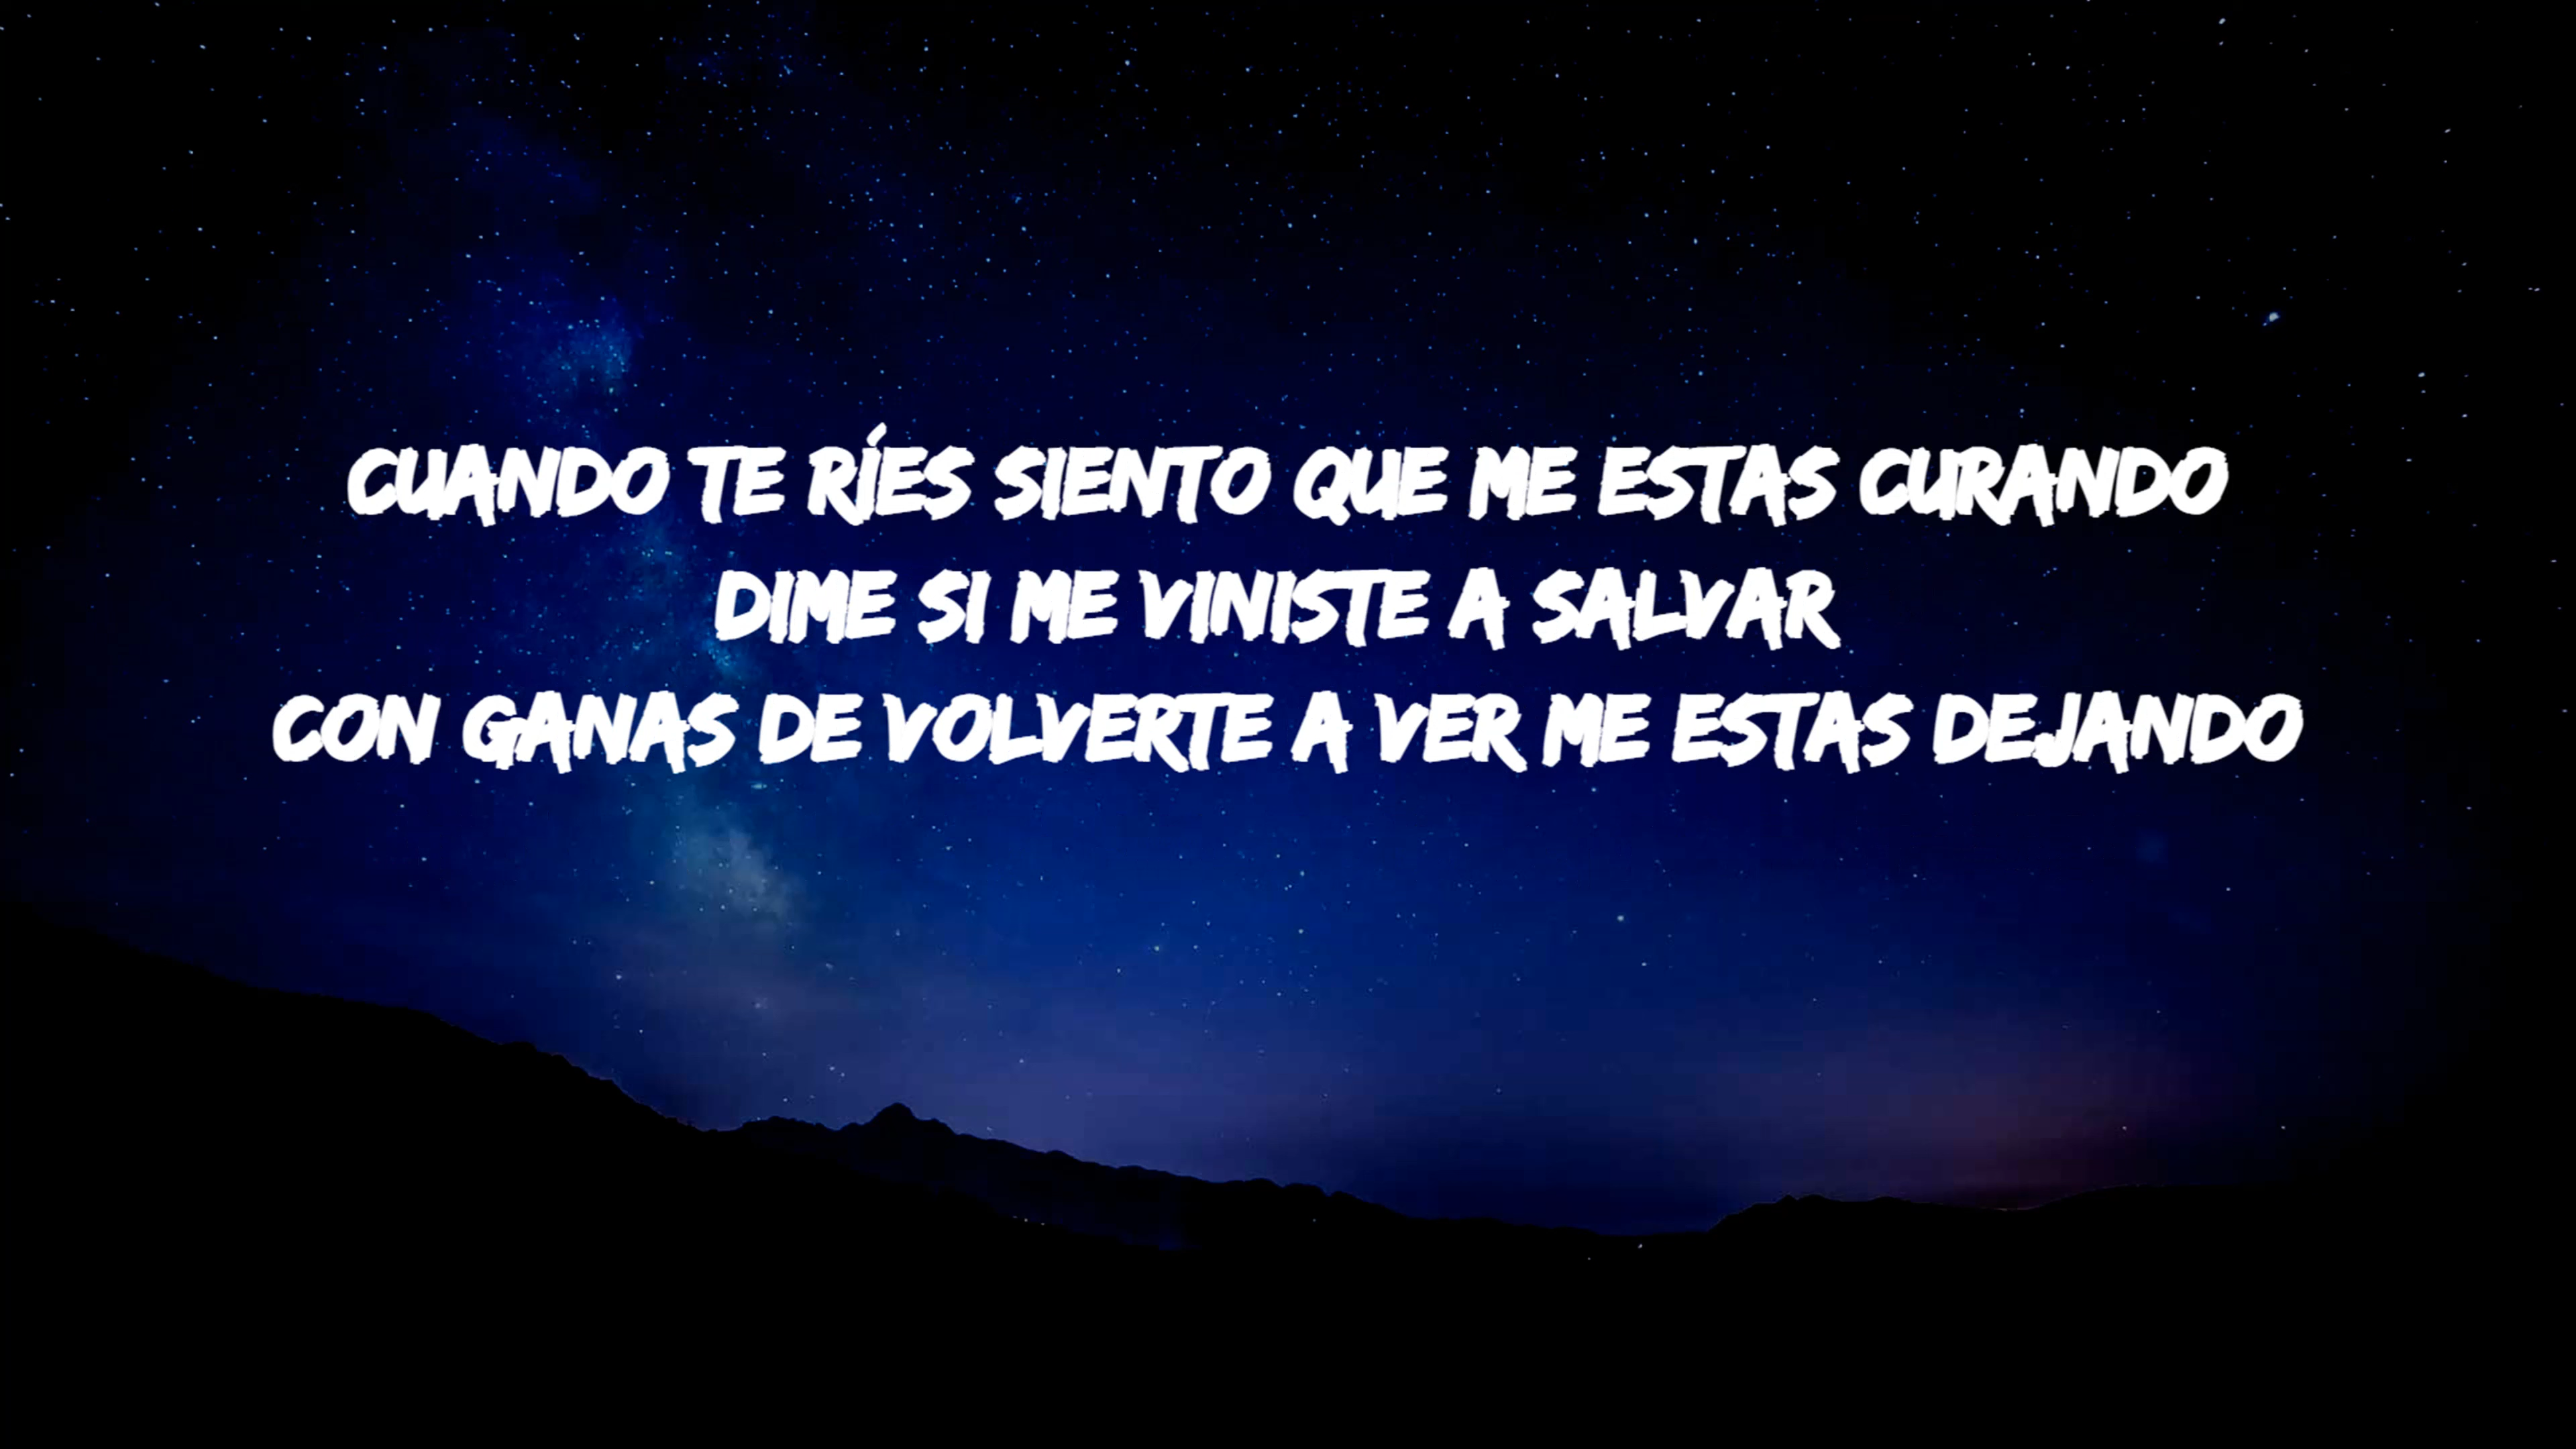 CUANDO TE RÍES SIENTO QUE ME ESTAS CURANDO
DIME SI ME VINISTE A SALVAR
CON GANAS DE VOLVERTE A VER ME ESTAS DEJANDO